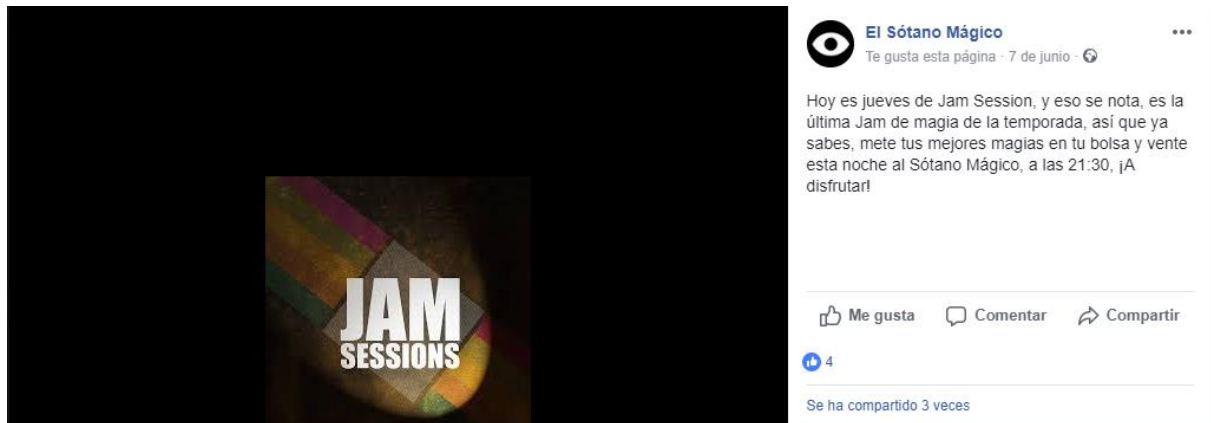 JAM
SESSIONS
El Sótano Mágico
Te gusta esta página · 7 de junio ·
Hoy es jueves de Jam Session, y eso se nota, es la
última Jam de magia de la temporada, así que ya
sabes, mete tus mejores magias en tu bolsa y vente
esta noche al Sótano Mágico, a las 21:30, ¡A
disfrutar!
Me gusta Comentar Compartir
4
Se ha compartido 3 veces